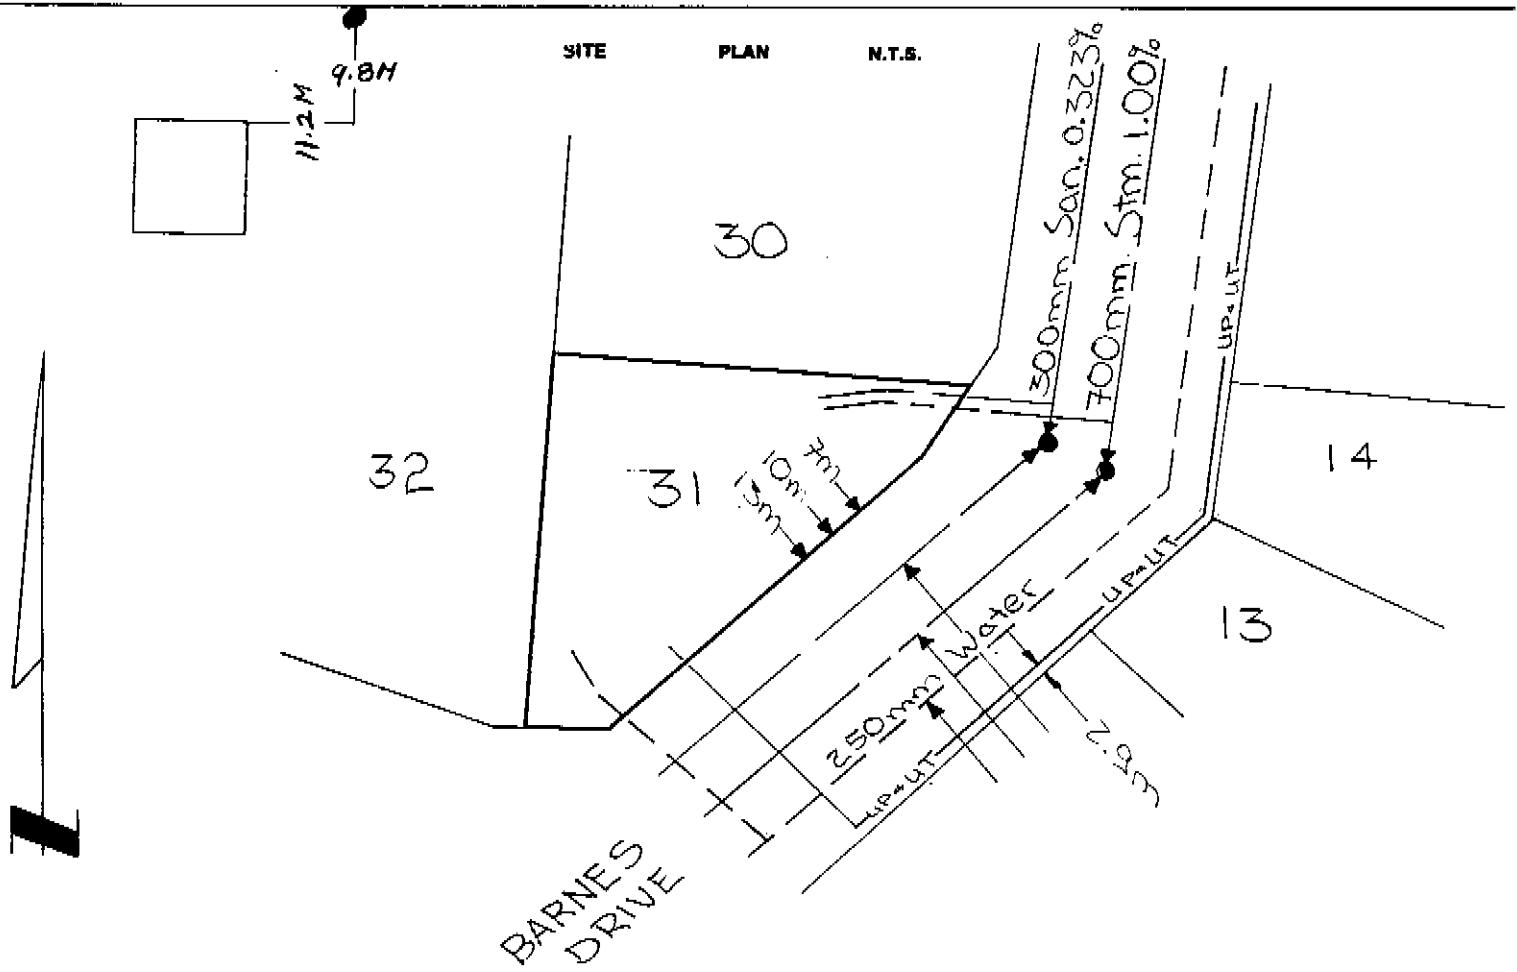 SITE PLAN N.T.S.
9.8M
11.2M
300mm San. 0.323%
700mm. Stm. 1.00%
30
UP&UT
32
31
13m
10m
7m
14
13
UP&UT
250mm Water
UP&UT
2.9m
BARNES
DRIVE